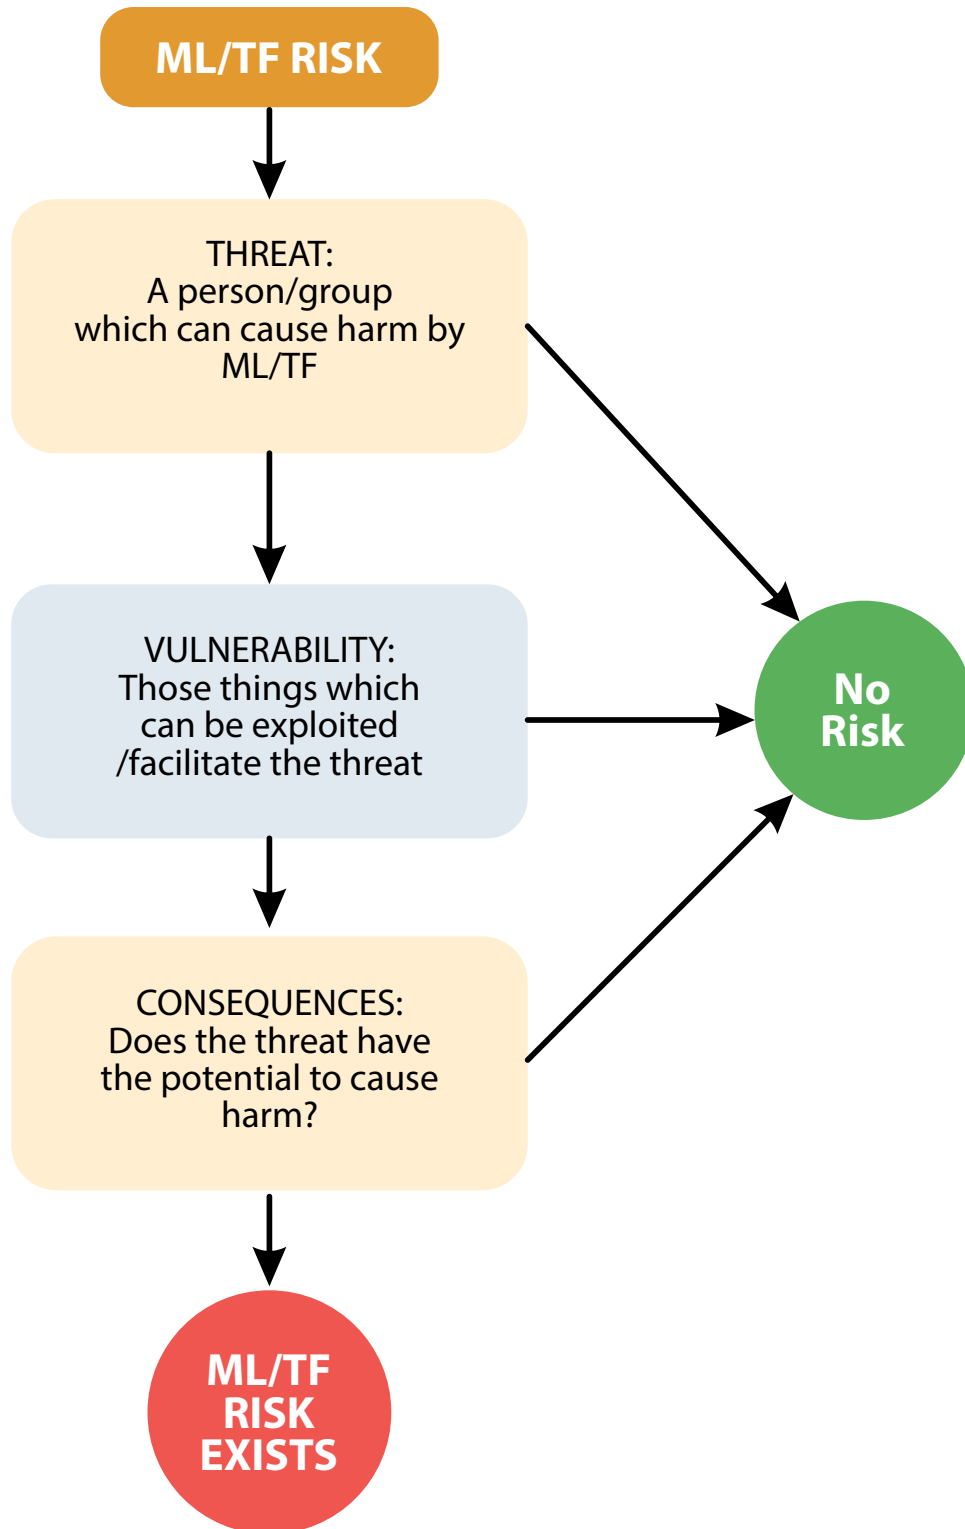 ML/TF RISK
THREAT:
A person/group
which can cause harm by
ML/TF
VULNERABILITY:
Those things which
can be exploited
/facilitate the threat
No
Risk
CONSEQUENCES:
Does the threat have
the potential to cause
harm?
ML/TF
RISK
EXISTS